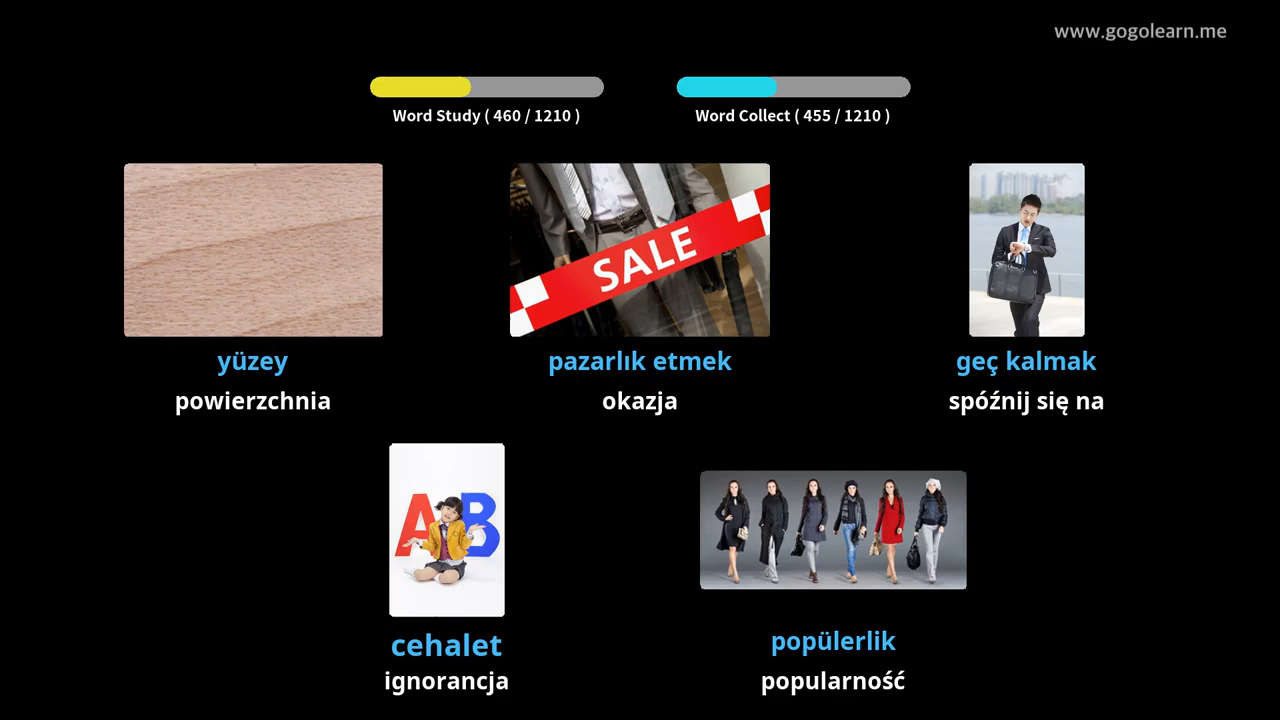 www.gogolearn.me
Word Study ( 460 / 1210 )
Word Collect ( 455 / 1210 )
SALE
yüzey
powierzchnia
pazarlık etmek
okazja
geç kalmak
spóźnij się na
A B
cehalet
ignorancja
popülerlik
popularność